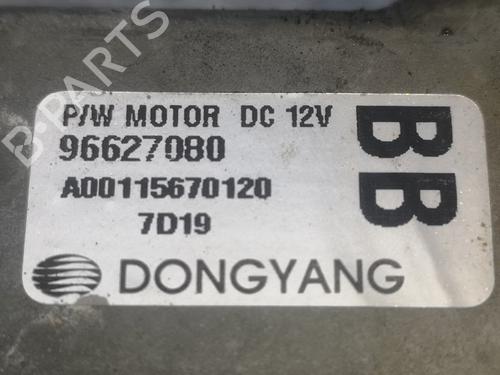 B-PARTS
P/W MOTOR DC 12V
96627080
A00115670120
7D19
DONGYANG
BB